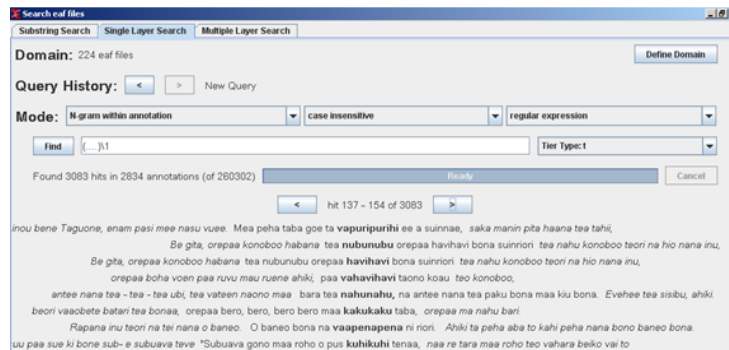 Search eaf files
Substring Search Single Layer Search Multiple Layer Search
Domain: 224 eaf files Define Domain
Query History: < > New Query
Mode: N-gram within annotation case insensitive regular expression
Find (....)\1 Tier Type: t
Found 3083 hits in 2834 annotations (of 260302) Ready Cancel
< hit 137 - 154 of 3083 >
inou bene Taguone, enam pasi mee nasu vuee. Mea peha taba goe ta vapuripurihi ee a suinnae, saka manin pita haana tea tahii,
Be gita, orepaa konoboo habana tea nubunubu orepaa havihavi bona suinriori tea nahu konoboo teori na hio nana inu,
Be gita, orepaa konoboo habana tea nubunubu orepaa havihavi bona suinriori tea nahu konoboo teori na hio nana inu,
orepaa boha voen paa ruvu mau ruene ahiki, paa vahavihavi taono koau teo konoboo,
antee nana tea - tea - tea ubi, tea vateen naono maa bara tea nahunahu, na antee nana tea paku bona maa kiu bona. Evehee tea sisibu, ahiki.
beori vaaobete batari tea bonaa, orepaa bero, bero, bero bero maa kakukaku taba, orepaa ma nahu bari.
Rapana inu teori na tei nana o baneo. O baneo bona na vaapenapena ni riori. Ahiki ta peha aba to kahi peha nana bono baneo bona.
uu paa sue ki bone sub- e subuava teve "Subuava gono maa roho o pus kuhikuhi tenaa, naa re tara maa roho teo vahara beiko vai to